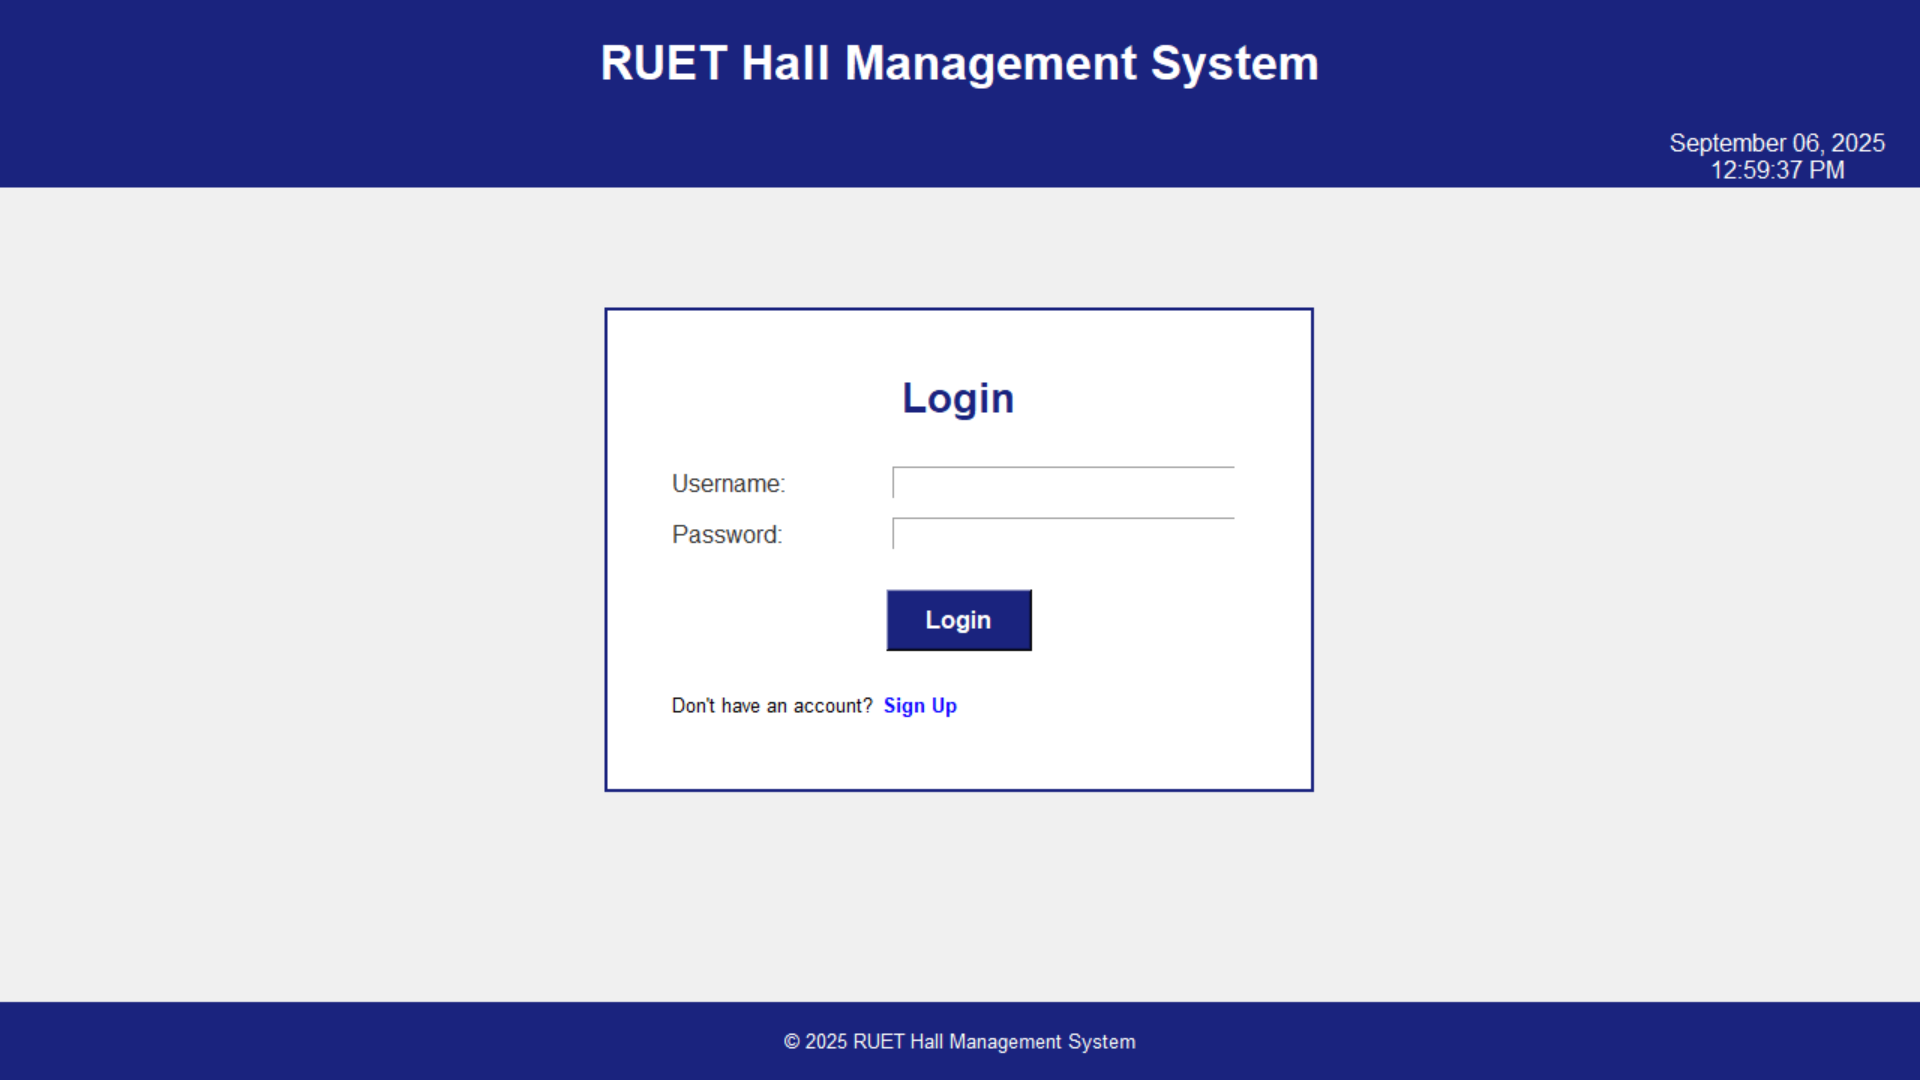 RUET Hall Management System
September 06, 2025
12:59:37 PM
Login
Username:
Password:
Login
Don't have an account? Sign Up
© 2025 RUET Hall Management System